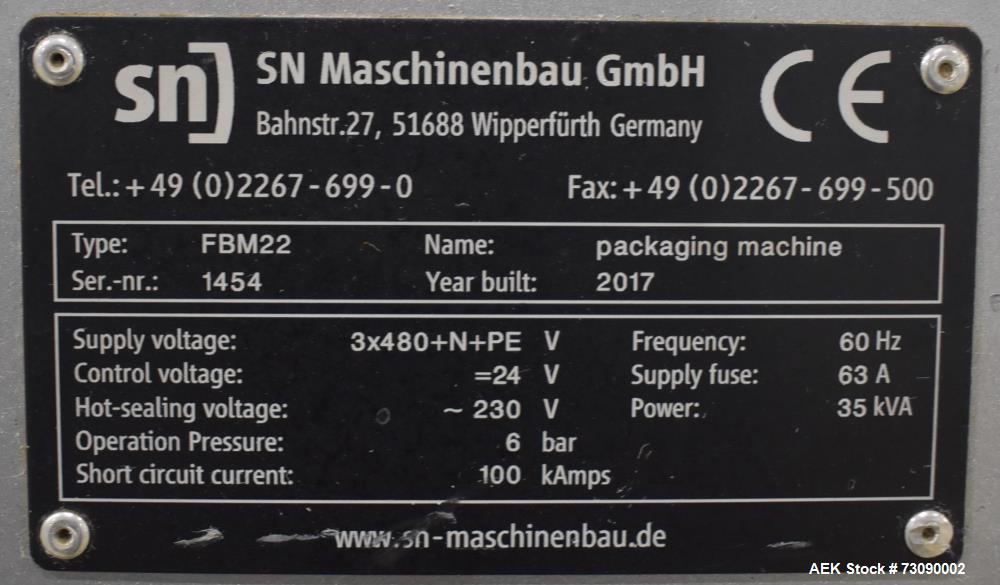 sn] SN Maschinenbau GmbH CE
Bahnstr.27, 51688 Wipperfürth Germany
Tel.: + 49 (0)2267 - 699 - 0 Fax: + 49 (0)2267 - 699 - 500
Type: FBM22 Name: packaging machine
Ser.-nr.: 1454 Year built: 2017
Supply voltage: 3x480+N+PE V Frequency: 60 Hz
Control voltage: =24 V Supply fuse: 63 A
Hot-sealing voltage: ~ 230 V Power: 35 kVA
Operation Pressure: 6 bar
Short circuit current: 100 kAmps
www.sn-maschinenbau.de
AEK Stock # 73090002